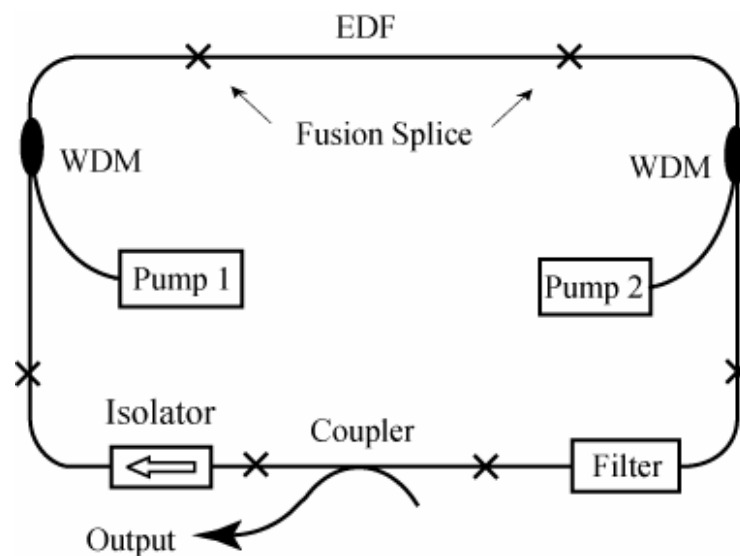 EDF
Fusion Splice
WDM
WDM
Pump 1
Pump 2
Isolator
Coupler
Filter
Output